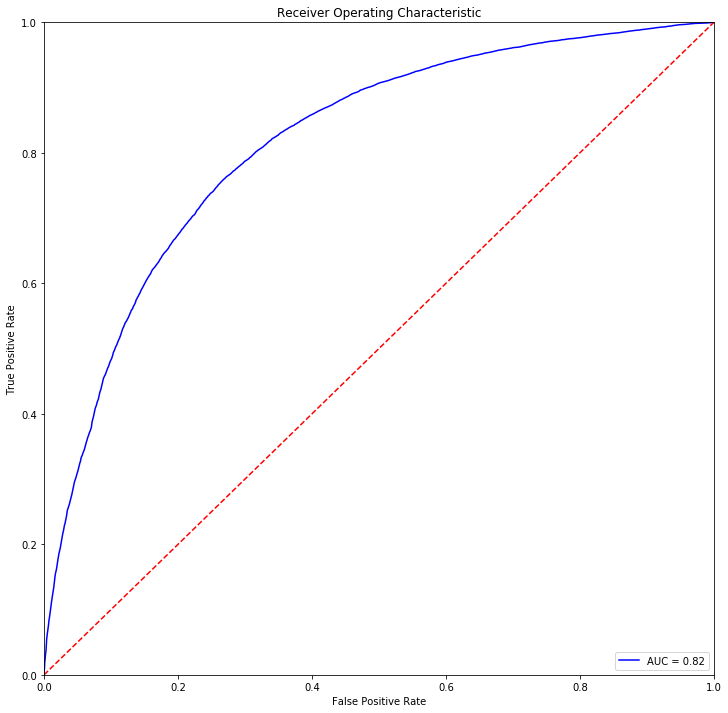 Receiver Operating Characteristic
1.0
0.8
0.6
0.4
0.2
0.0
True Positive Rate
AUC = 0.82
0.0 0.2 0.4 0.6 0.8 1.0
False Positive Rate